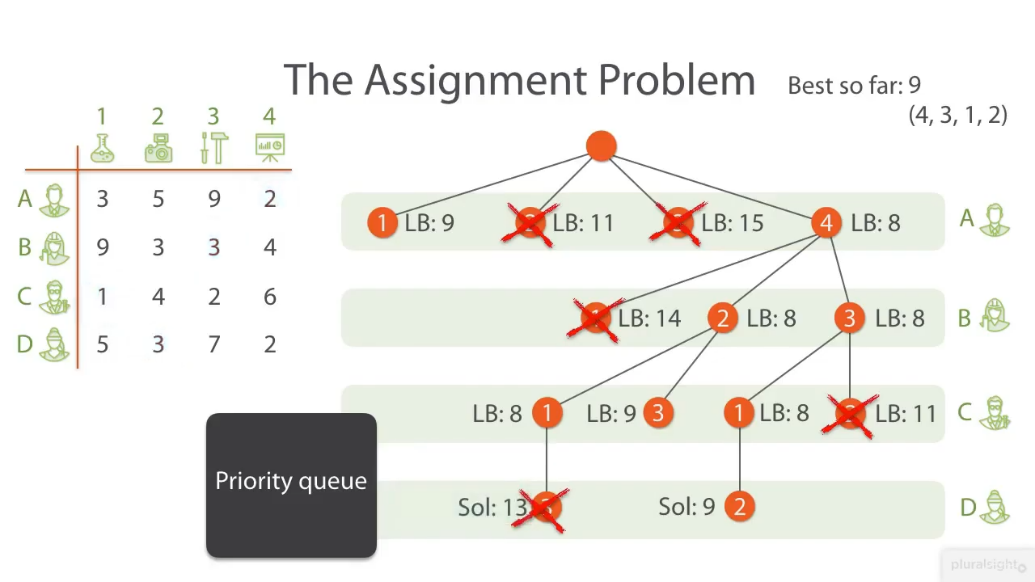 The Assignment Problem
Best so far: 9
(4, 3, 1, 2)
1 2 3 4
A 3 5 9 2
B 9 3 3 4
C 1 4 2 6
D 5 3 7 2
1 LB: 9 LB: 11 LB: 15 4 LB: 8 A
LB: 14 2 LB: 8 3 LB: 8 B
LB: 8 1 LB: 9 3 1 LB: 8 LB: 11 C
Priority queue
Sol: 13 Sol: 9 2 D
pluralsight